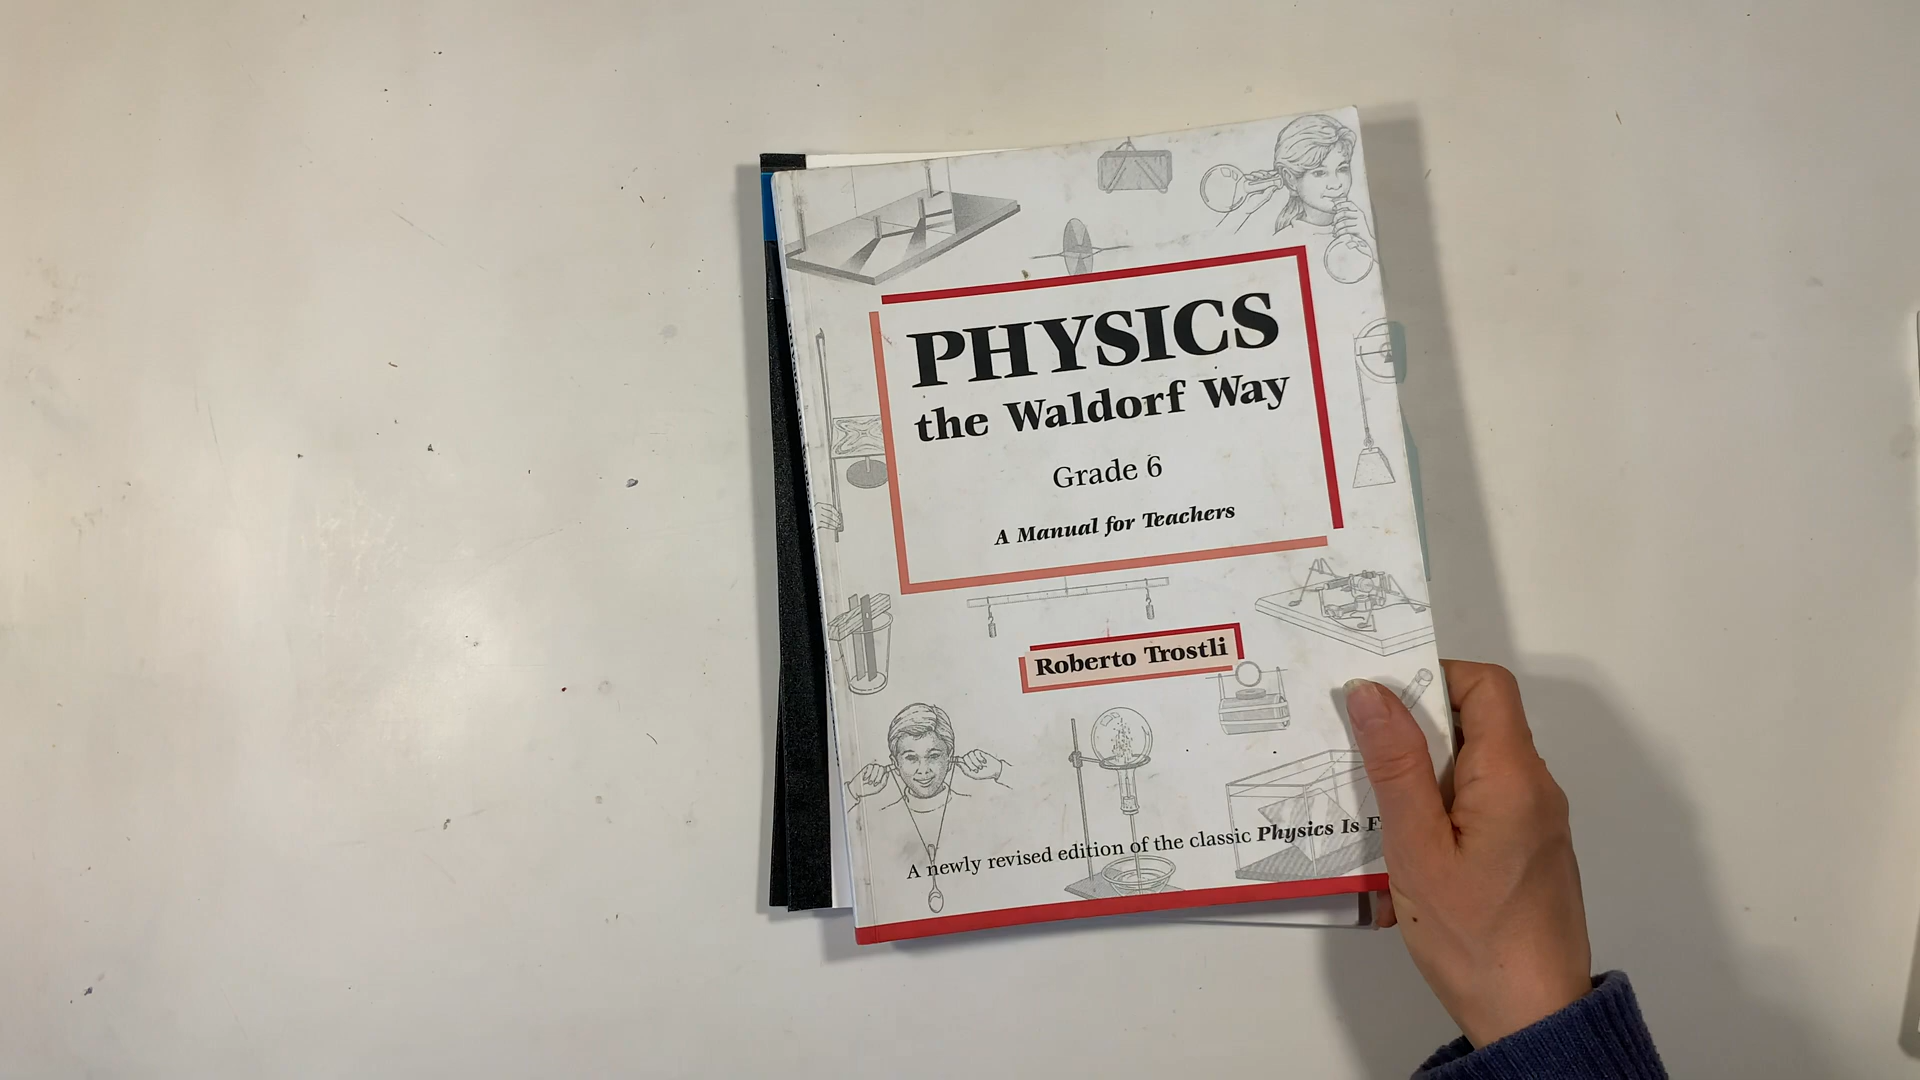 PHYSICS
the Waldorf Way
Grade 6
A Manual for Teachers
Roberto Trostli
A newly revised edition of the classic Physics Is